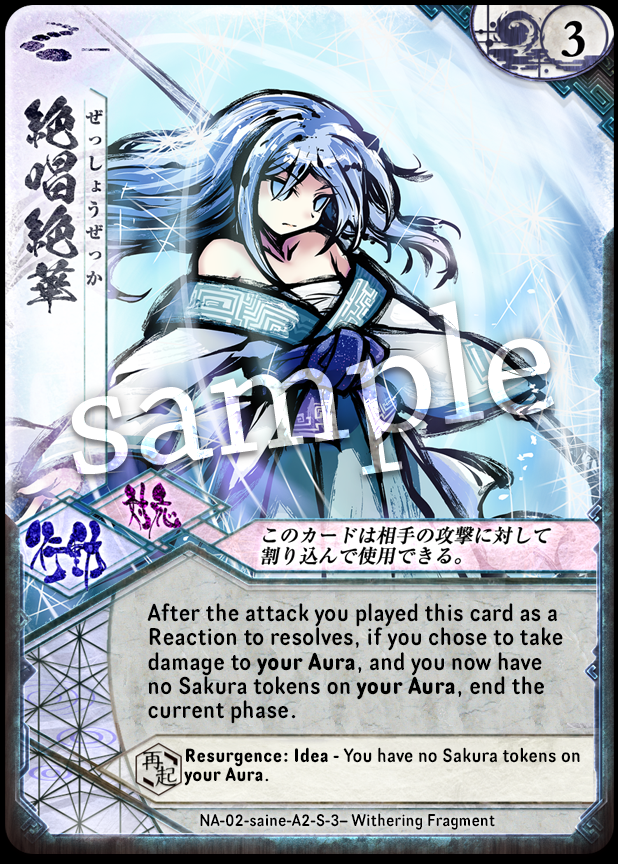 3
絶唱絶華
ぜっしょうぜっか
sample
対応
行動
このカードは相手の攻撃に対して
割り込んで使用できる。
After the attack you played this card as a
Reaction to resolves, if you chose to take
damage to your Aura, and you now have
no Sakura tokens on your Aura, end the
current phase.
再起
Resurgence: Idea - You have no Sakura tokens on
your Aura.
NA-02-saine-A2-S-3– Withering Fragment